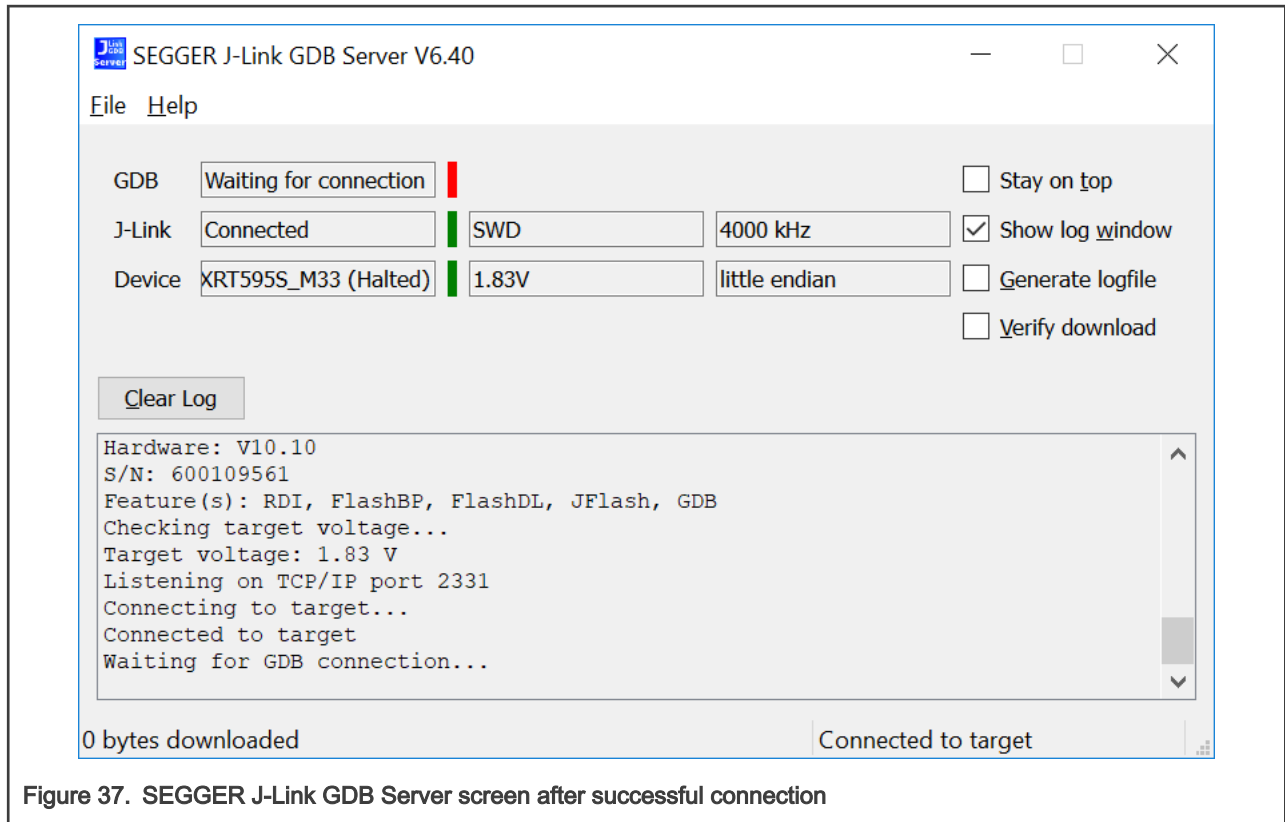 J Link GDB Server
SEGGER J-Link GDB Server V6.40
File Help
GDB Waiting for connection Stay on top
J-Link Connected SWD 4000 kHz Show log window
Device XRT595S_M33 (Halted) 1.83V little endian Generate logfile
Verify download
Clear Log
Hardware: V10.10
S/N: 600109561
Feature(s): RDI, FlashBP, FlashDL, JFlash, GDB
Checking target voltage...
Target voltage: 1.83 V
Listening on TCP/IP port 2331
Connecting to target...
Connected to target
Waiting for GDB connection...
0 bytes downloaded Connected to target
Figure 37. SEGGER J-Link GDB Server screen after successful connection